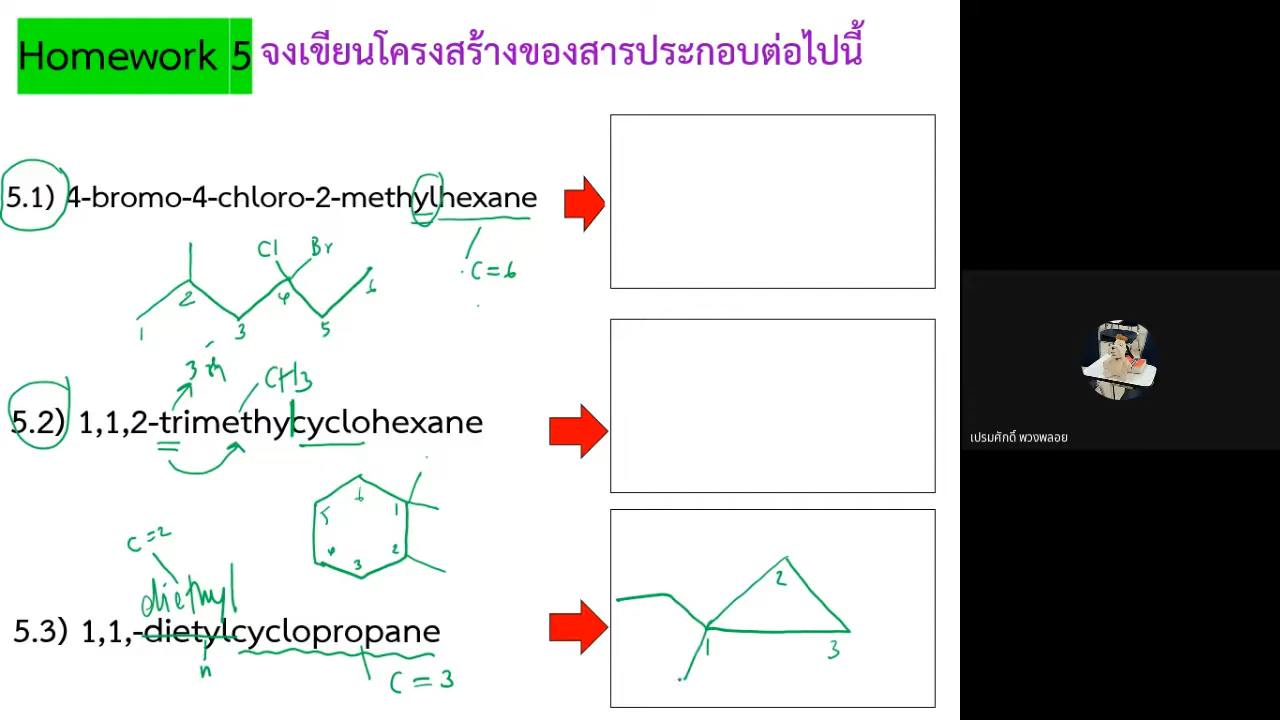 Homework 5 จงเขียนโครงสร้างของสารประกอบต่อไปนี้
5.1) 4-bromo-4-chloro-2-methylhexane
C=6
Cl Br
1 2 3 4 5 6
3
CH3
5.2) 1,1,2-trimethycyclohexane
6
5 1
4 2
3
C=2
diethyl
5.3) 1,1,-dietylcyclopropane
n
C=3
2
1 3
เปรมศักดิ์ พวงพลอย